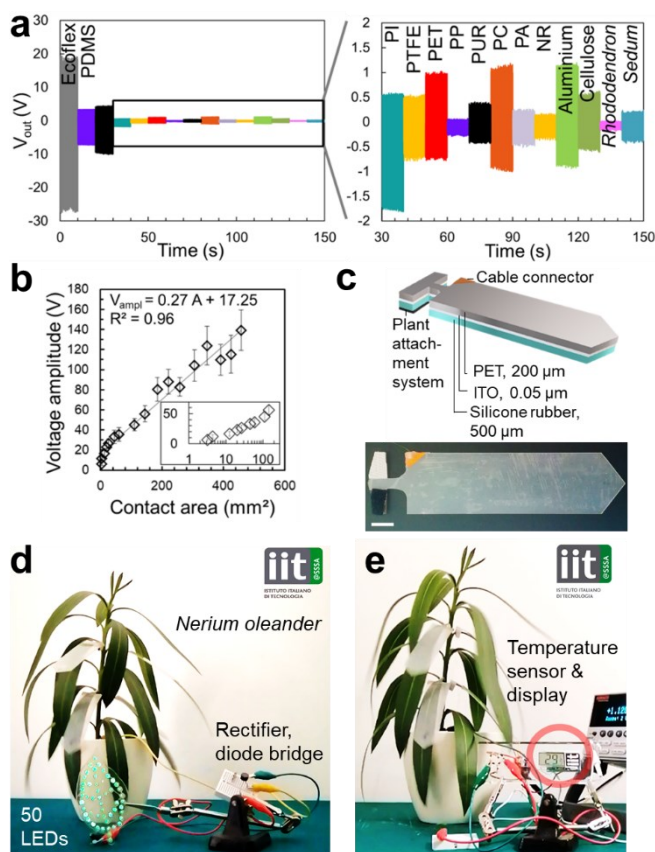 a
V_out (V)
30
20
10
0
-10
-20
-30
Ecoflex
PDMS
0
50
100
150
Time (s)
2
1.5
1
0.5
0
-0.5
-1
-1.5
-2
PI
PTFE
PET
PP
PUR
PC
PA
NR
Aluminium
Cellulose
Rhododendron
Sedum
30
60
90
120
150
Time (s)
b
V_ampl = 0.27 A + 17.25
R² = 0.96
Voltage amplitude (V)
180
160
140
120
100
80
60
40
20
0
50
0
1
10
100
0
200
400
600
Contact area (mm²)
c
Cable connector
Plant
attach-
ment
system
PET, 200 μm
ITO, 0.05 μm
Silicone rubber,
500 μm
d
iit
@SSSA
ISTITUTO ITALIANO
DI TECNOLOGIA
Nerium oleander
Rectifier,
diode bridge
50
LEDs
e
iit
@SSSA
ISTITUTO ITALIANO
DI TECNOLOGIA
Temperature
sensor &
display
29